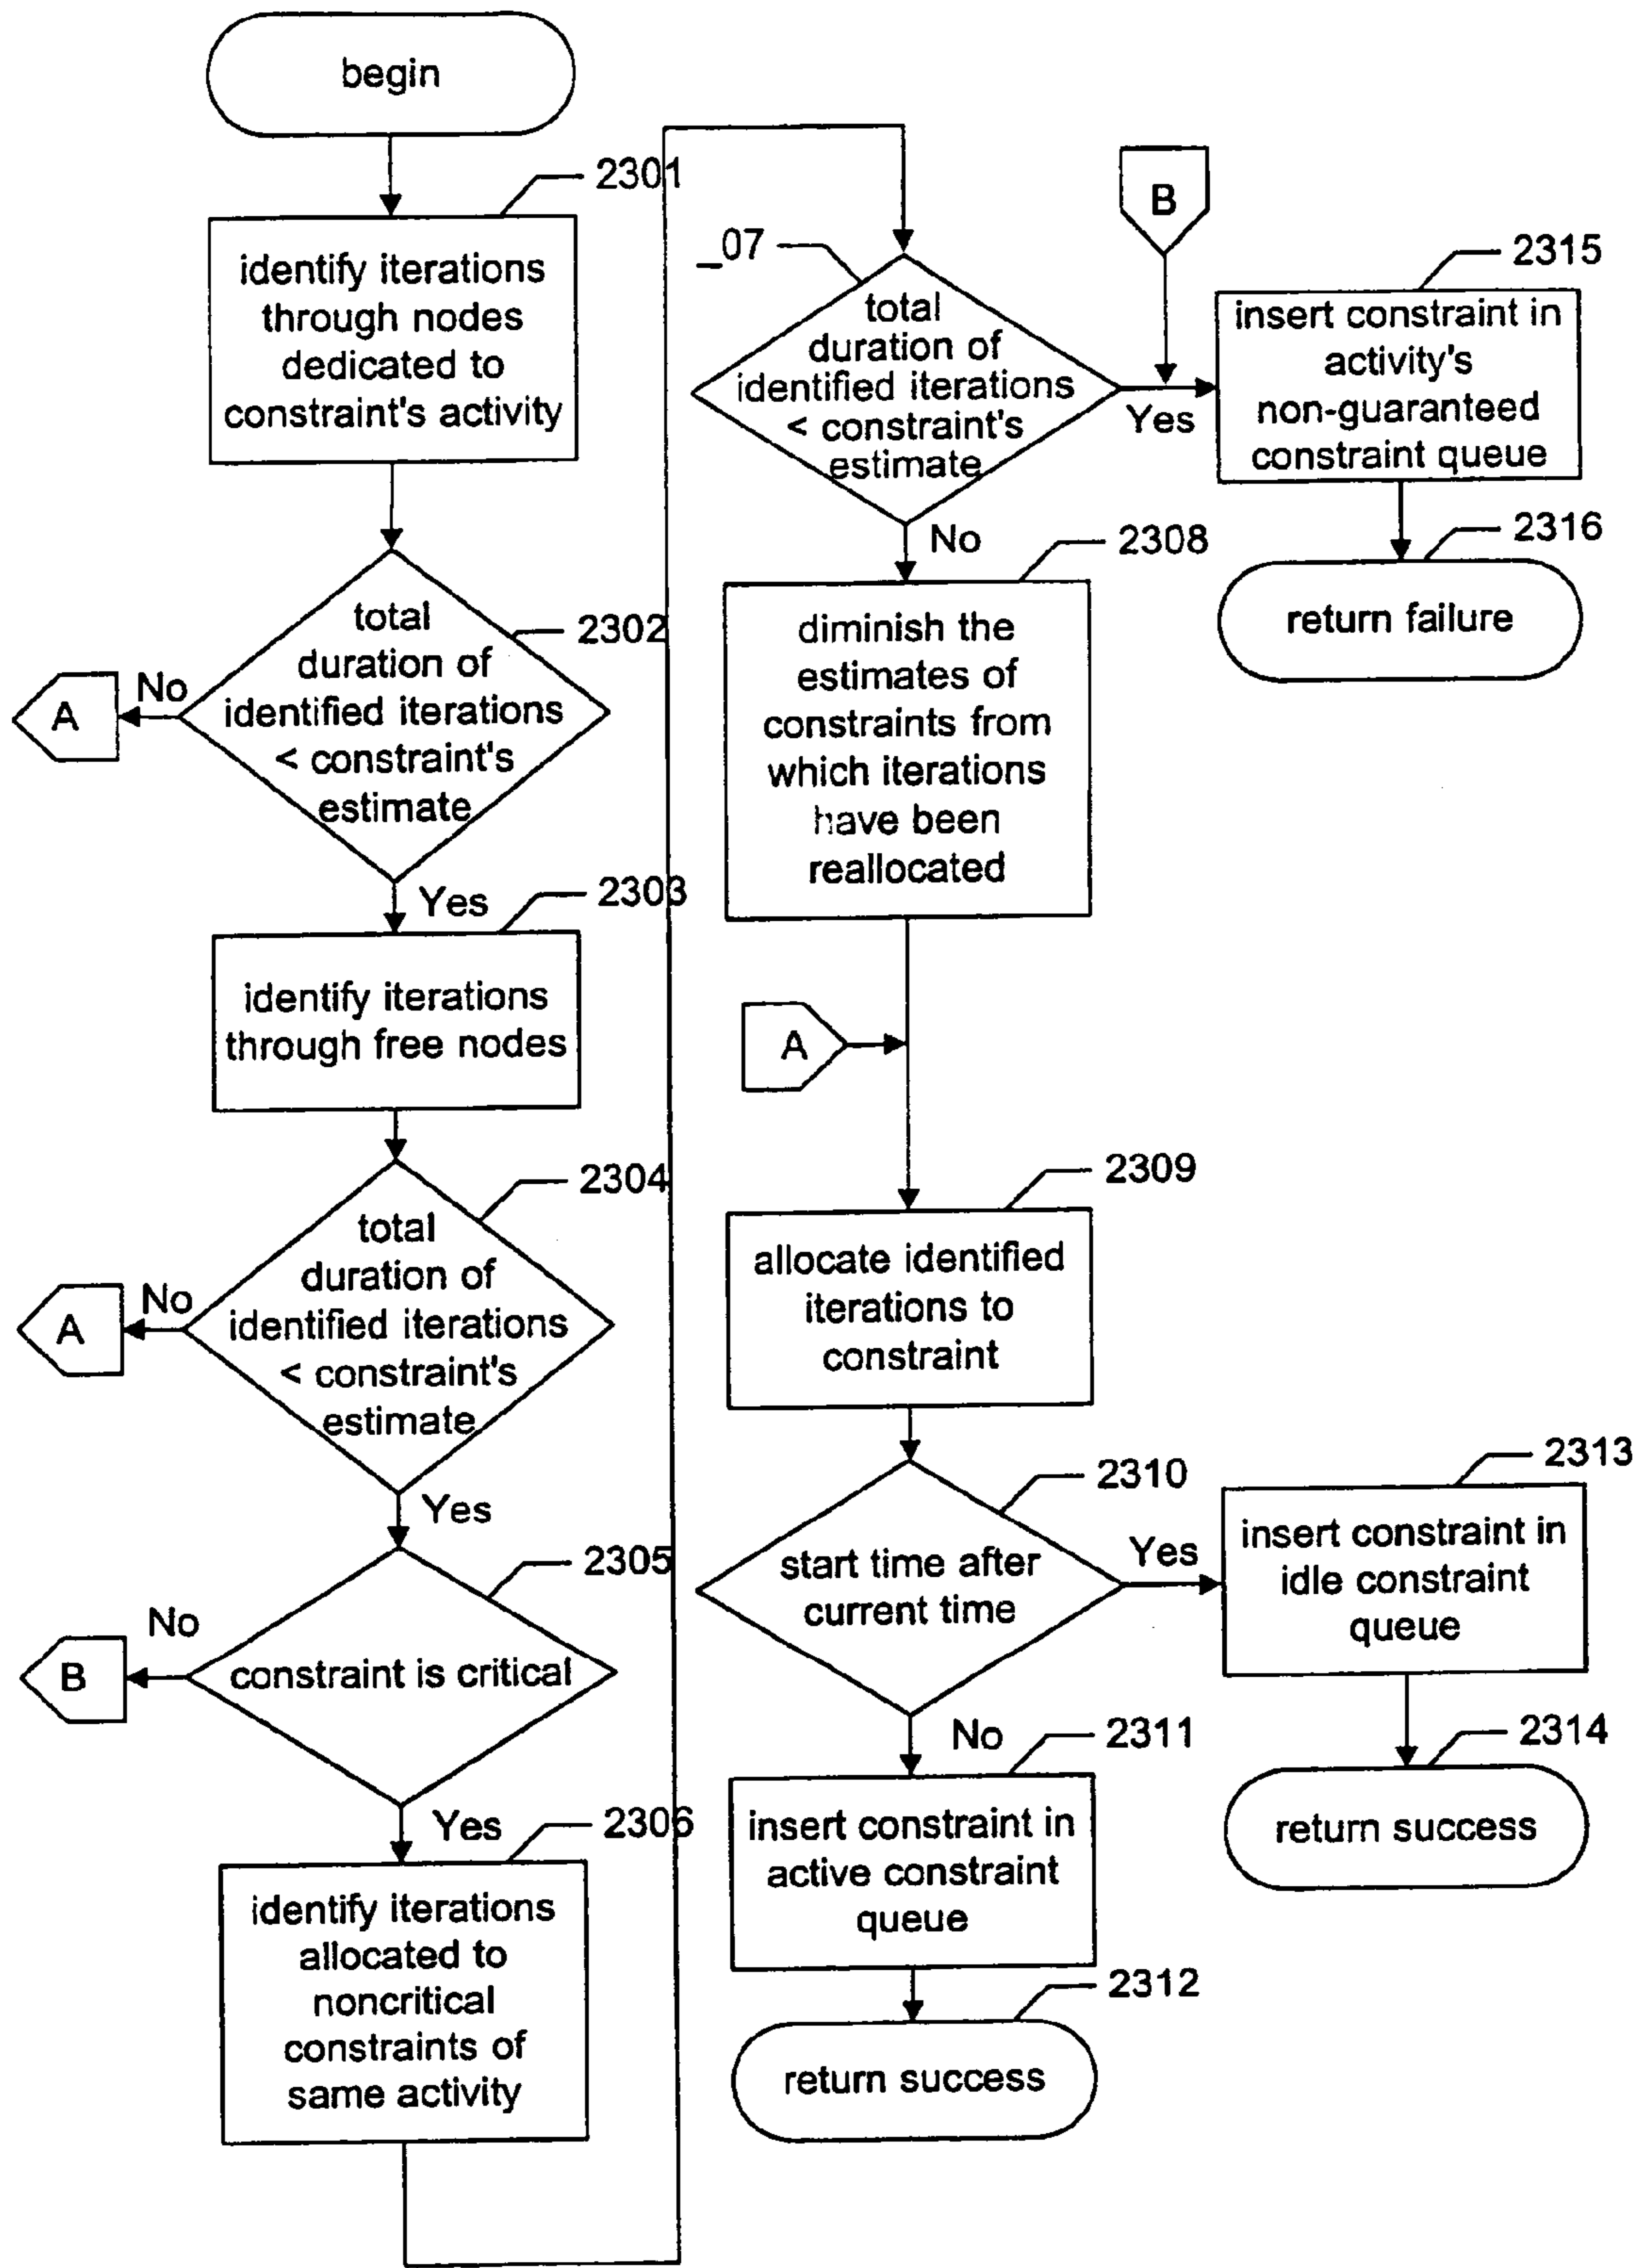 begin
2301
identify iterations
through nodes
dedicated to
constraint's activity
2302
total
duration of
identified iterations
< constraint's
estimate
No
A
Yes
2303
identify iterations
through free nodes
2304
total
duration of
identified iterations
< constraint's
estimate
No
A
Yes
2305
constraint is critical
No
B
Yes
2306
identify iterations
allocated to
noncritical
constraints of
same activity
_07
total
duration of
identified iterations
< constraint's
estimate
B
Yes
2315
insert constraint in
activity's
non-guaranteed
constraint queue
2316
return failure
No
2308
diminish the
estimates of
constraints from
which iterations
have been
reallocated
A
2309
allocate identified
iterations to
constraint
2310
start time after
current time
Yes
2313
insert constraint in
idle constraint
queue
2314
return success
No
2311
insert constraint in
active constraint
queue
2312
return success